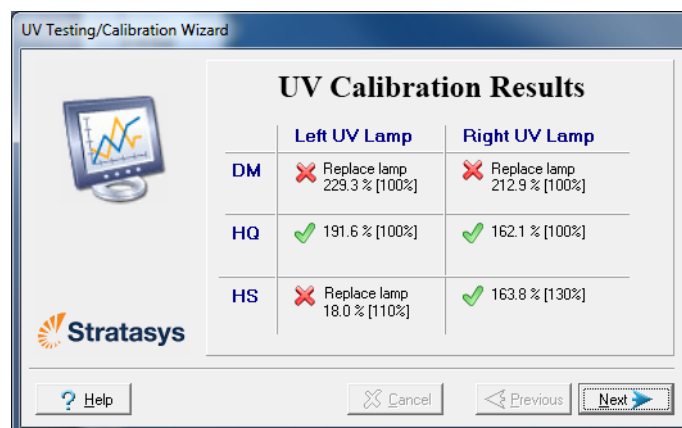 UV Testing/Calibration Wizard
UV Calibration Results
Left UV Lamp Right UV Lamp
DM Replace lamp Replace lamp
229.3 % [100%] 212.9 % [100%]
HQ 191.6 % [100%] 162.1 % [100%]
HS Replace lamp 163.8 % [130%]
18.0 % [110%]
Stratasys
? Help Cancel Previous Next